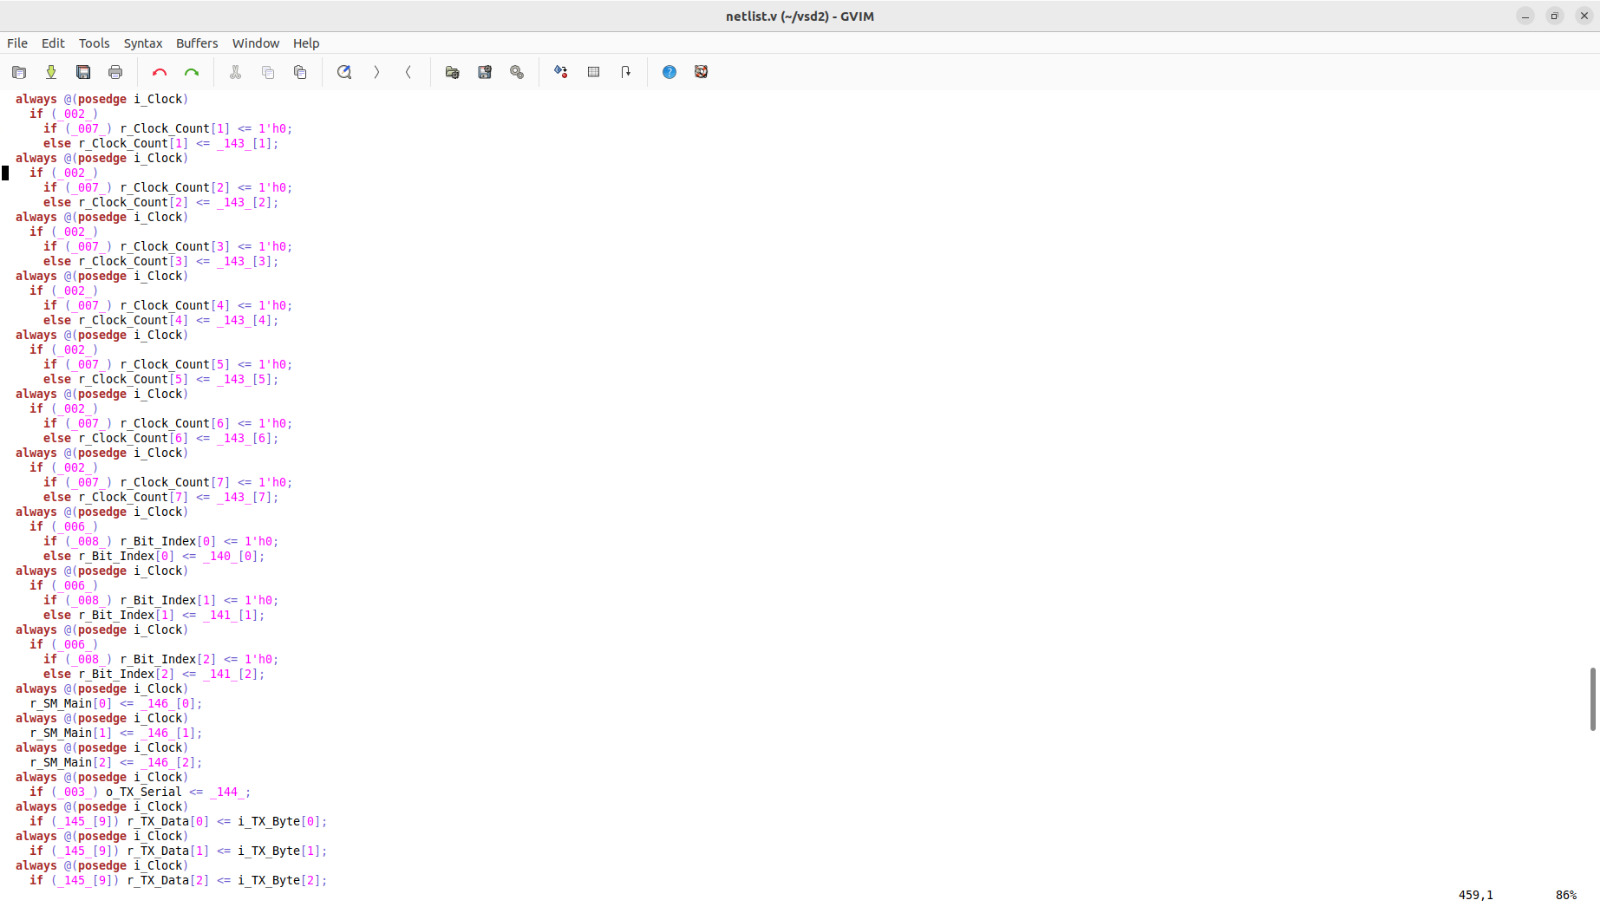 netlist.v (~/vsd2) - GVIM
File Edit Tools Syntax Buffers Window Help
always @(posedge i_Clock)
if (_002_)
if (_007_) r_Clock_Count[1] <= 1'h0;
else r_Clock_Count[1] <= _143_[1];
always @(posedge i_Clock)
if (_002_)
if (_007_) r_Clock_Count[2] <= 1'h0;
else r_Clock_Count[2] <= _143_[2];
always @(posedge i_Clock)
if (_002_)
if (_007_) r_Clock_Count[3] <= 1'h0;
else r_Clock_Count[3] <= _143_[3];
always @(posedge i_Clock)
if (_002_)
if (_007_) r_Clock_Count[4] <= 1'h0;
else r_Clock_Count[4] <= _143_[4];
always @(posedge i_Clock)
if (_002_)
if (_007_) r_Clock_Count[5] <= 1'h0;
else r_Clock_Count[5] <= _143_[5];
always @(posedge i_Clock)
if (_002_)
if (_007_) r_Clock_Count[6] <= 1'h0;
else r_Clock_Count[6] <= _143_[6];
always @(posedge i_Clock)
if (_002_)
if (_007_) r_Clock_Count[7] <= 1'h0;
else r_Clock_Count[7] <= _143_[7];
always @(posedge i_Clock)
if (_006_)
if (_008_) r_Bit_Index[0] <= 1'h0;
else r_Bit_Index[0] <= _140_[0];
always @(posedge i_Clock)
if (_006_)
if (_008_) r_Bit_Index[1] <= 1'h0;
else r_Bit_Index[1] <= _141_[1];
always @(posedge i_Clock)
if (_006_)
if (_008_) r_Bit_Index[2] <= 1'h0;
else r_Bit_Index[2] <= _141_[2];
always @(posedge i_Clock)
r_SM_Main[0] <= _146_[0];
always @(posedge i_Clock)
r_SM_Main[1] <= _146_[1];
always @(posedge i_Clock)
r_SM_Main[2] <= _146_[2];
always @(posedge i_Clock)
if (_003_) o_TX_Serial <= _144_;
always @(posedge i_Clock)
if (_145_[9]) r_TX_Data[0] <= i_TX_Byte[0];
always @(posedge i_Clock)
if (_145_[9]) r_TX_Data[1] <= i_TX_Byte[1];
always @(posedge i_Clock)
if (_145_[9]) r_TX_Data[2] <= i_TX_Byte[2];
459,1 86%